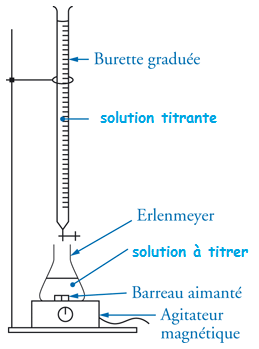 Burette graduée
solution titrante
Erlenmeyer
solution à titrer
Barreau aimanté
Agitateur
magnétique